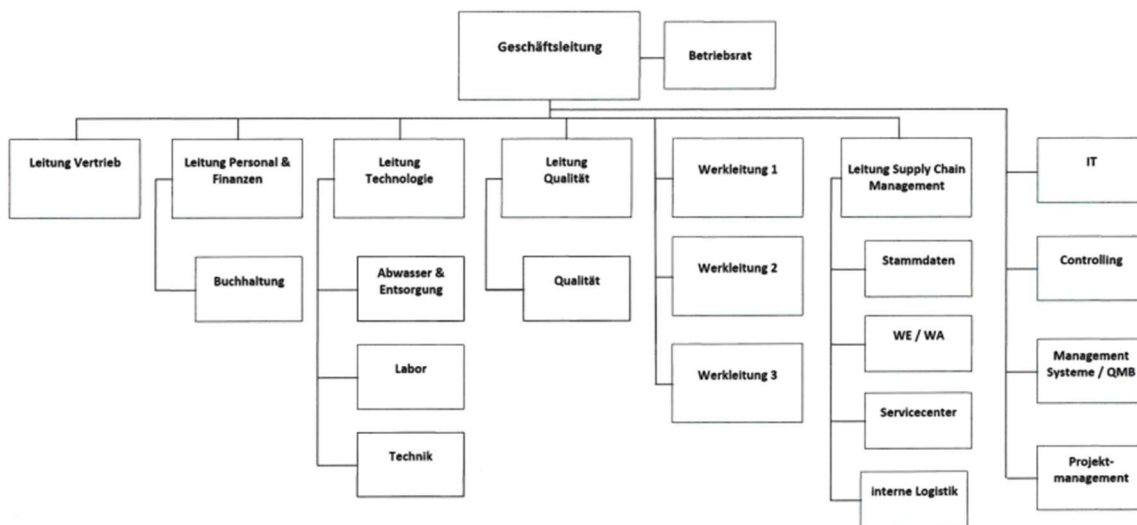 Geschäftsleitung
Betriebsrat
Leitung Vertrieb
Leitung Personal &
Finanzen
Leitung
Technologie
Leitung
Qualität
Werkleitung 1
Leitung Supply Chain
Management
IT
Buchhaltung
Abwasser &
Entsorgung
Qualität
Werkleitung 2
Stammdaten
Controlling
Labor
Werkleitung 3
WE / WA
Management
Systeme / QMB
Technik
Servicecenter
Projekt-
management
interne Logistik